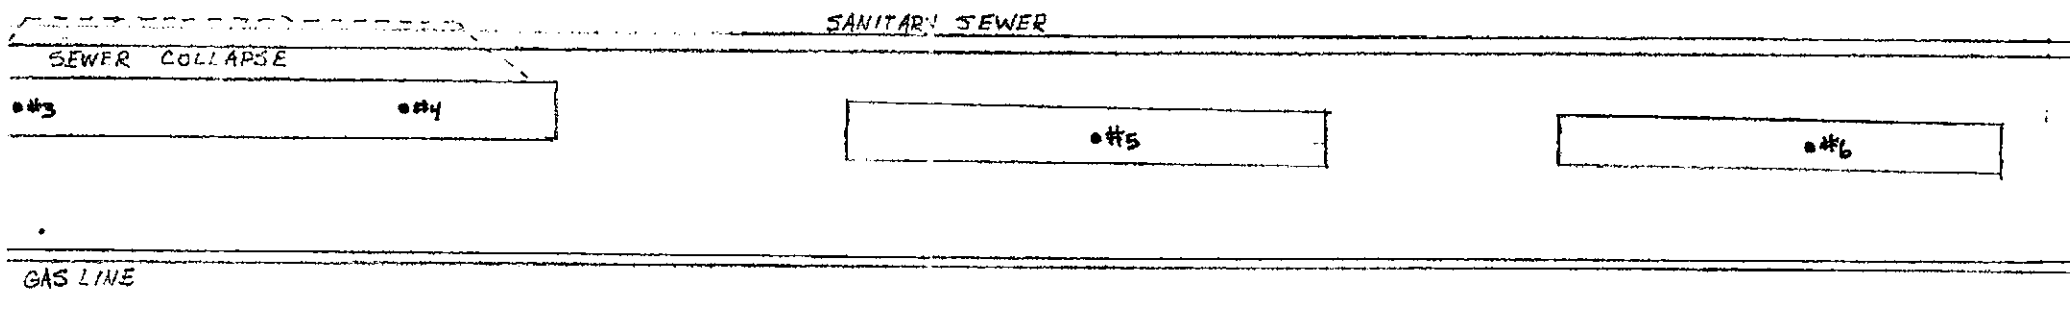 SANITARY SEWER
SEWER COLLAPSE
#3
#4
#5
#6
GAS LINE